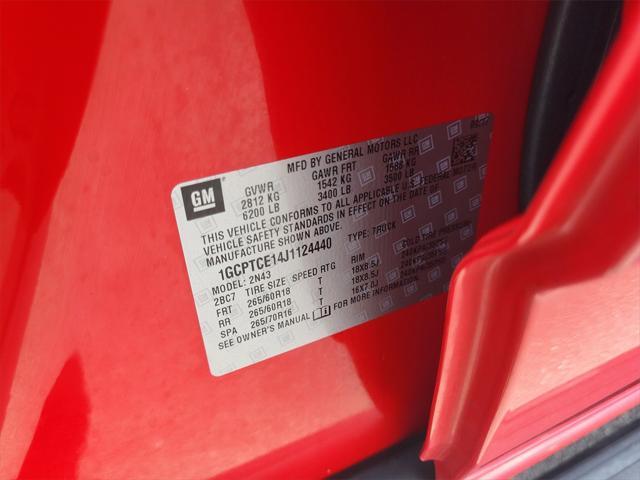 GM
MFD BY GENERAL MOTORS LLC
GVWR GAWR FRT GAWR RR
2812 KG 1542 KG 1588 KG
6200 LB 3400 LB 3500 LB
THIS VEHICLE CONFORMS TO ALL APPLICABLE U.S. FEDERAL MOTOR
VEHICLE SAFETY STANDARDS IN EFFECT ON THE DATE OF
MANUFACTURE SHOWN ABOVE.
1GCPTCE14J1124440 TYPE: TRUCK
MODEL: 2N43
2BC7 TIRE SIZE SPEED RTG RIM COLD TIRE PRESSURE
FRT 265/60R18 T 18X8.5J
RR 265/60R18 T 18X8.5J
SPA 265/70R16 T 16X7.0J
SEE OWNER'S MANUAL FOR MORE INFORMATION